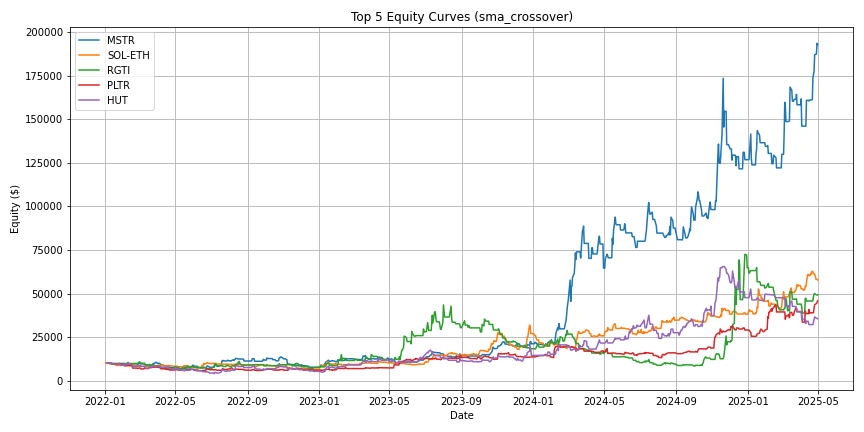 Top 5 Equity Curves (sma_crossover)
MSTR
SOL-ETH
RGTI
PLTR
HUT
Equity ($)
200000
175000
150000
125000
100000
75000
50000
25000
0
2022-01 2022-05 2022-09 2023-01 2023-05 2023-09 2024-01 2024-05 2024-09 2025-01 2025-05
Date